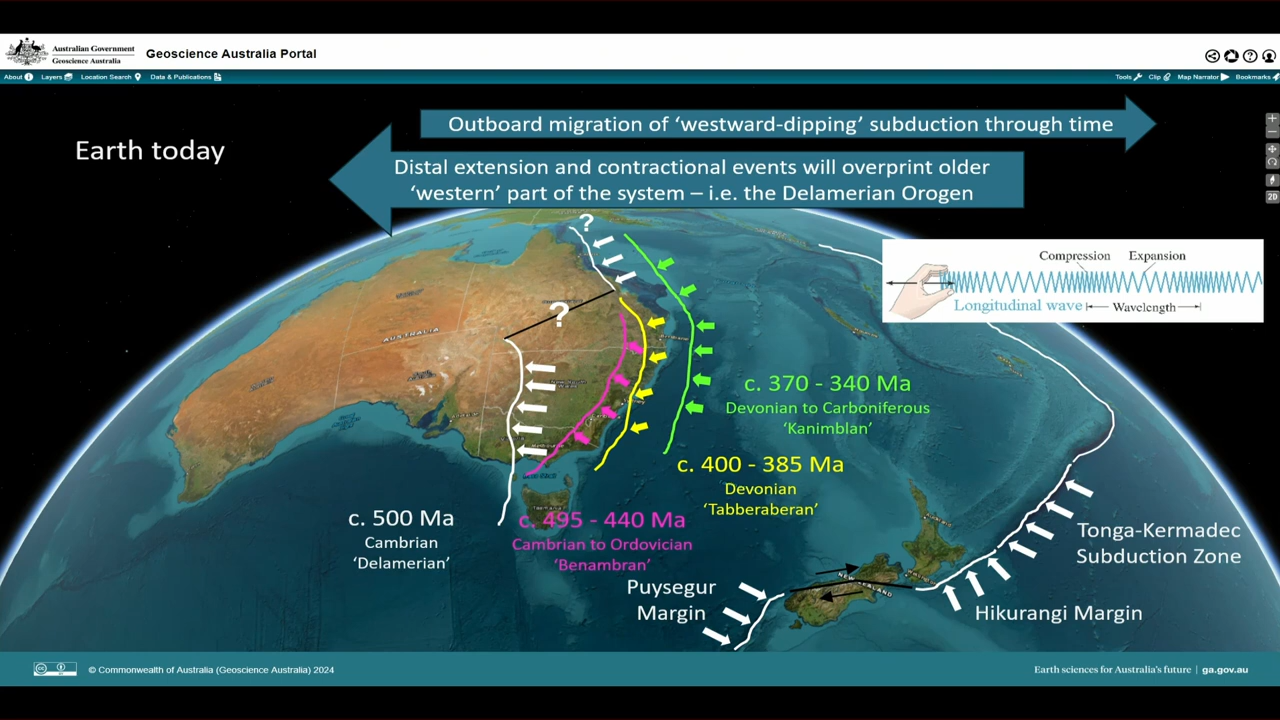 Australian Government
Geoscience Australia
Geoscience Australia Portal
About
Layers
Location Search
Data & Publications
Tools
Clip
Map Narrator
Bookmarks
Earth today
Outboard migration of ‘westward-dipping’ subduction through time
Distal extension and contractional events will overprint older
‘western’ part of the system – i.e. the Delamerian Orogen
2D
?
?
Compression Expansion
Longitudinal wave
Wavelength
AUSTRALIA
c. 370 - 340 Ma
Devonian to Carboniferous
‘Kanimblan’
c. 400 - 385 Ma
Devonian
‘Tabberaberan’
c. 500 Ma
Cambrian
‘Delamerian’
c. 495 - 440 Ma
Cambrian to Ordovician
‘Benambran’
Puysegur
Margin
NEW ZEALAND
Tonga-Kermadec
Subduction Zone
Hikurangi Margin
© Commonwealth of Australia (Geoscience Australia) 2024
Earth sciences for Australia’s future | ga.gov.au